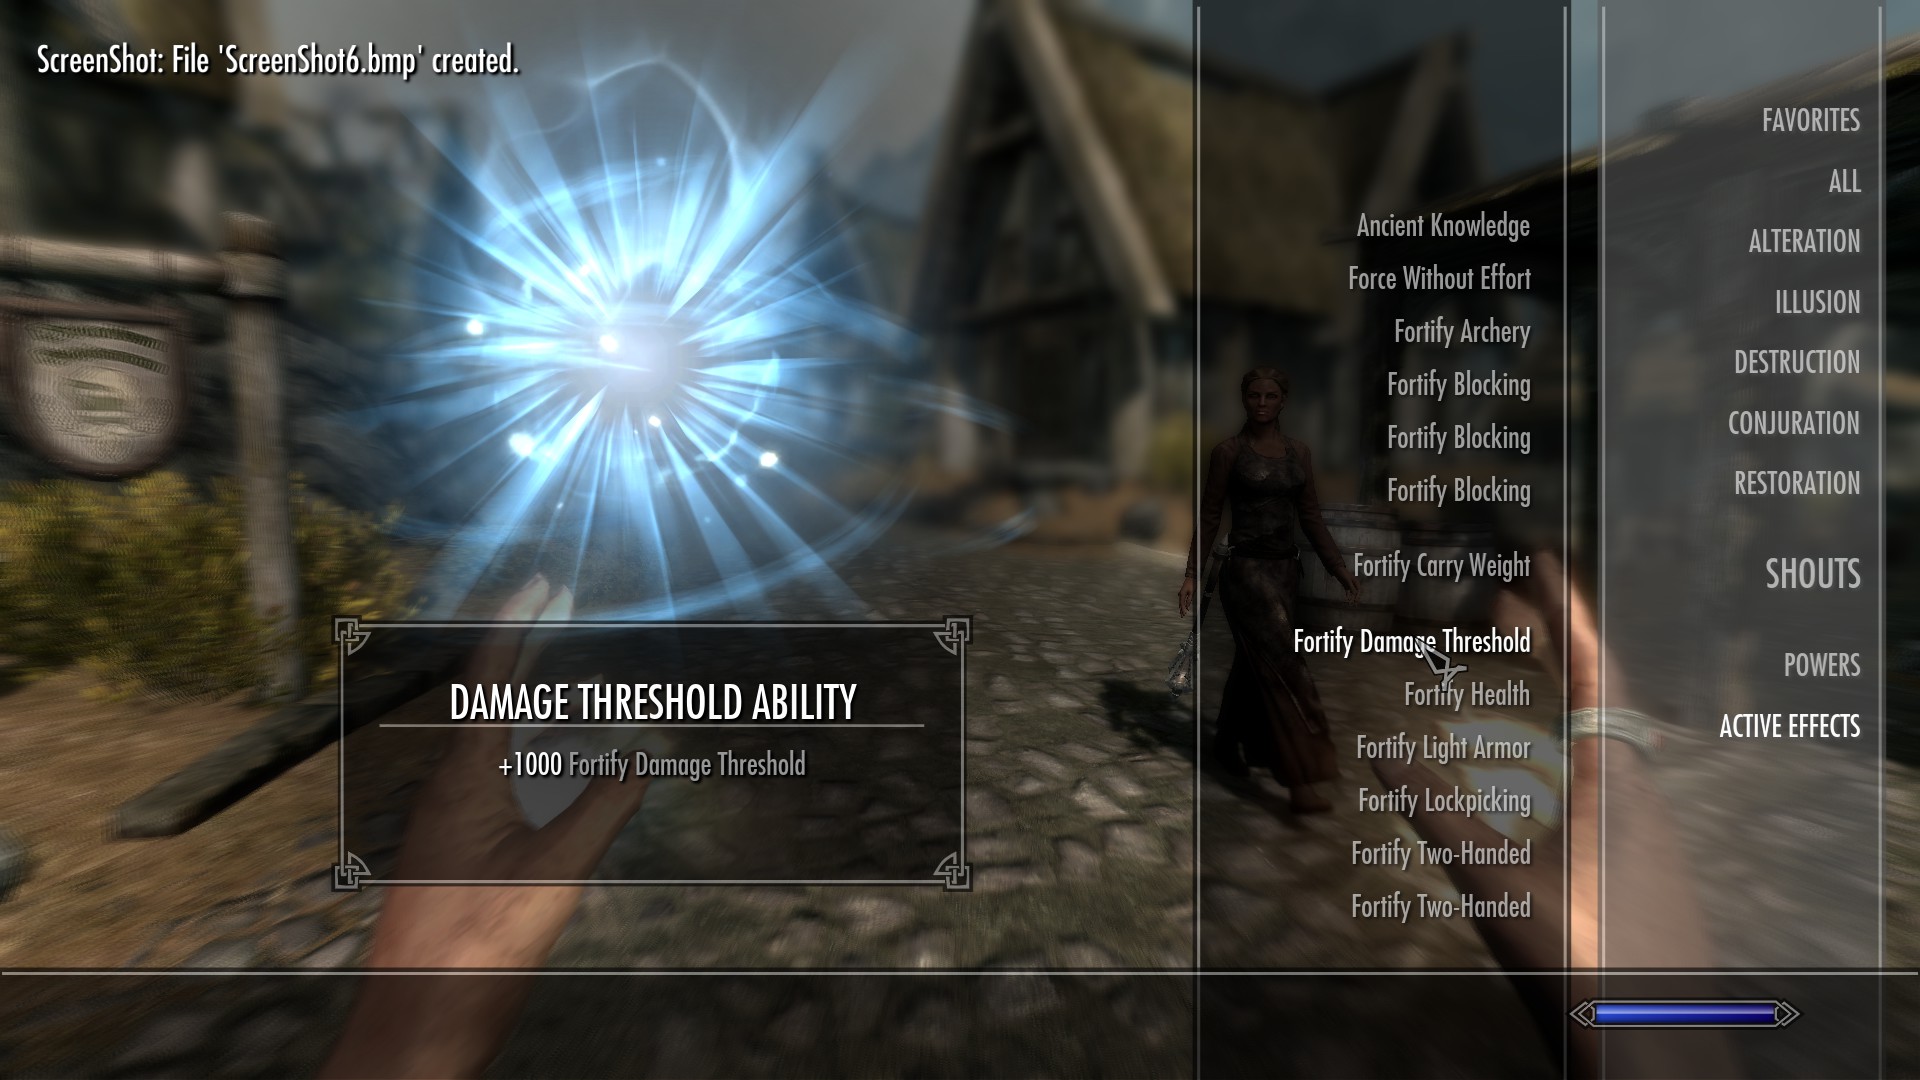 ScreenShot: File 'ScreenShot6.bmp' created.
DAMAGE THRESHOLD ABILITY
+1000 Fortify Damage Threshold
Ancient Knowledge
Force Without Effort
Fortify Archery
Fortify Blocking
Fortify Blocking
Fortify Blocking
Fortify Carry Weight
Fortify Damage Threshold
Fortify Health
Fortify Light Armor
Fortify Lockpicking
Fortify Two-Handed
Fortify Two-Handed
FAVORITES
ALL
ALTERATION
ILLUSION
DESTRUCTION
CONJURATION
RESTORATION
SHOUTS
POWERS
ACTIVE EFFECTS